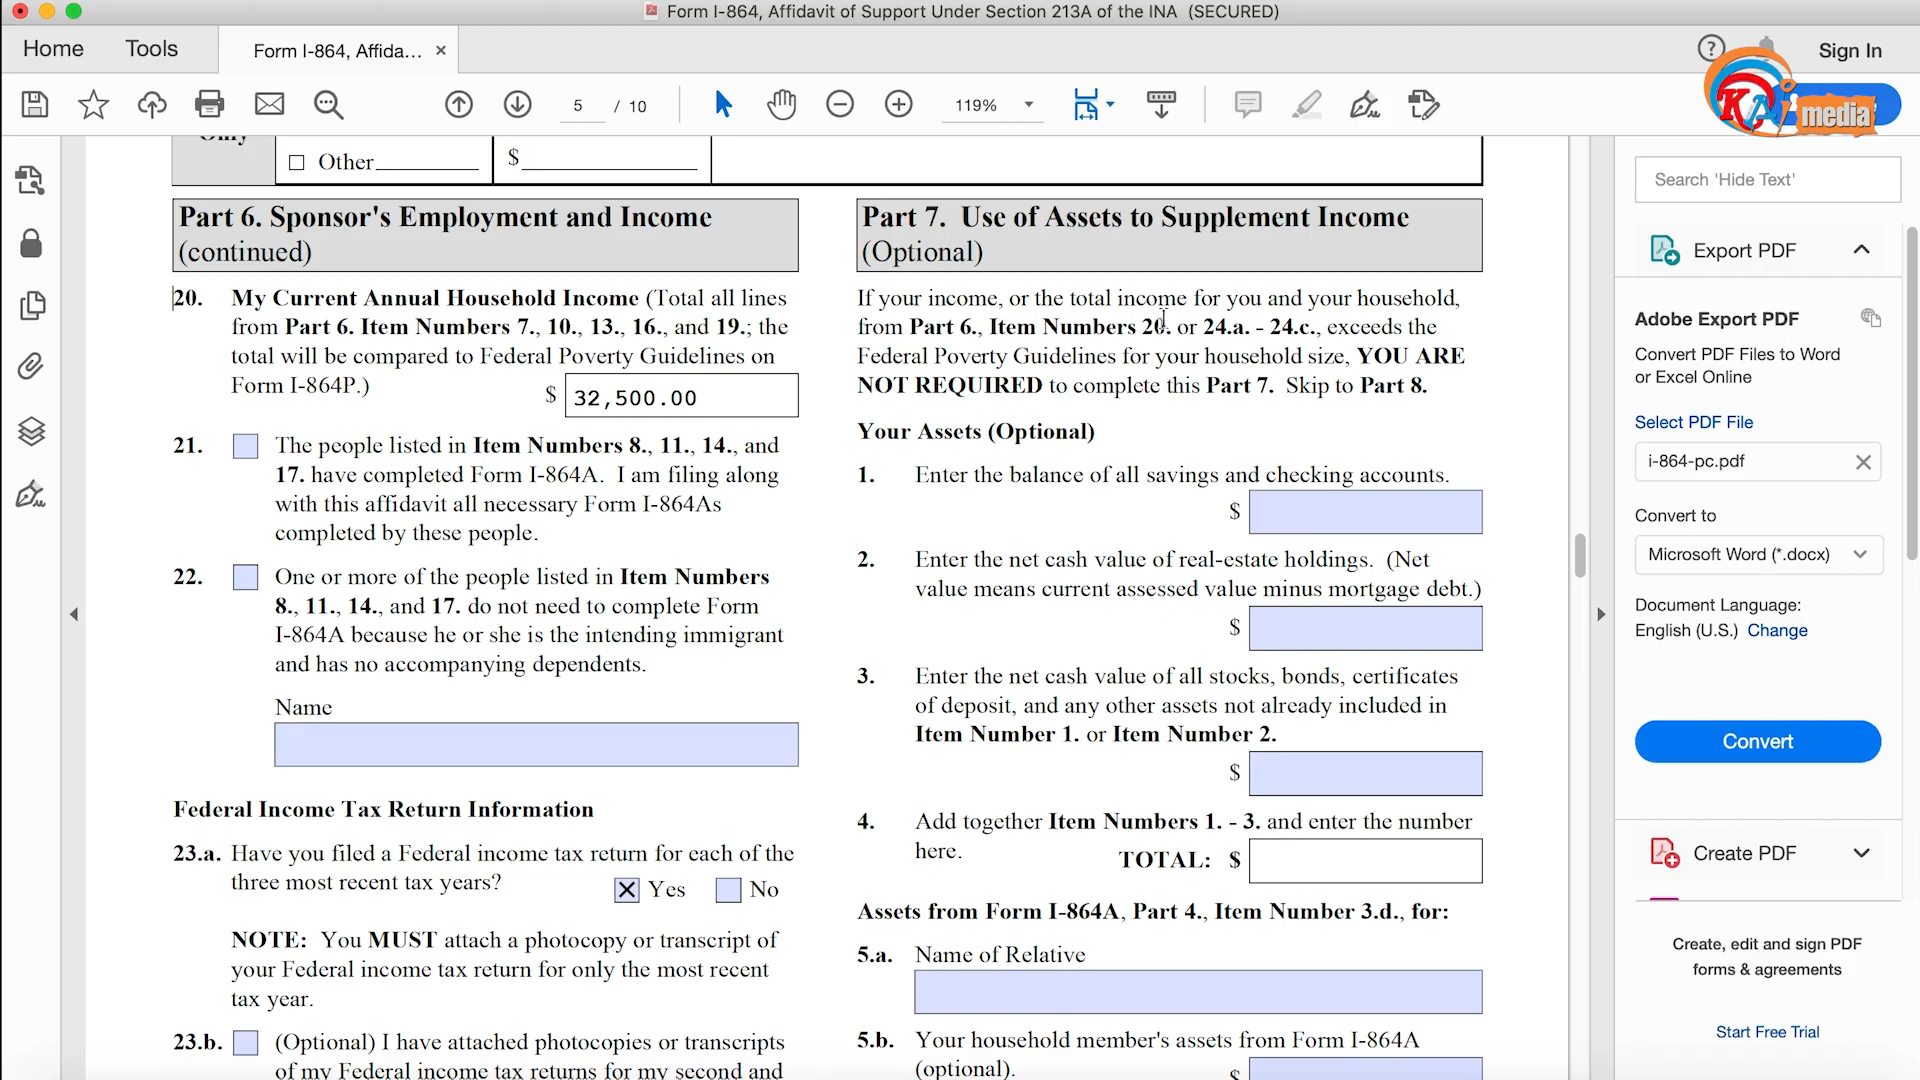 Form I-864, Affidavit of Support Under Section 213A of the INA (SECURED)
Home
Tools
Form I-864, Affida... ×
Sign In
5 / 10
119%
KAi media
Only
Other
$
Part 6. Sponsor's Employment and Income
(continued)
20. My Current Annual Household Income (Total all lines
from Part 6. Item Numbers 7., 10., 13., 16., and 19.; the
total will be compared to Federal Poverty Guidelines on
Form I-864P.)
$ 32,500.00
21. The people listed in Item Numbers 8., 11., 14., and
17. have completed Form I-864A. I am filing along
with this affidavit all necessary Form I-864As
completed by these people.
22. One or more of the people listed in Item Numbers
8., 11., 14., and 17. do not need to complete Form
I-864A because he or she is the intending immigrant
and has no accompanying dependents.
Name
Federal Income Tax Return Information
23.a. Have you filed a Federal income tax return for each of the
three most recent tax years?
Yes No
NOTE: You MUST attach a photocopy or transcript of
your Federal income tax return for only the most recent
tax year.
23.b. (Optional) I have attached photocopies or transcripts
of my Federal income tax returns for my second and
Part 7. Use of Assets to Supplement Income
(Optional)
If your income, or the total income for you and your household,
from Part 6., Item Numbers 20. or 24.a. - 24.c., exceeds the
Federal Poverty Guidelines for your household size, YOU ARE
NOT REQUIRED to complete this Part 7. Skip to Part 8.
Your Assets (Optional)
1. Enter the balance of all savings and checking accounts.
$
2. Enter the net cash value of real-estate holdings. (Net
value means current assessed value minus mortgage debt.)
$
3. Enter the net cash value of all stocks, bonds, certificates
of deposit, and any other assets not already included in
Item Number 1. or Item Number 2.
$
4. Add together Item Numbers 1. - 3. and enter the number
here.
TOTAL: $
Assets from Form I-864A, Part 4., Item Number 3.d., for:
5.a. Name of Relative
5.b. Your household member's assets from Form I-864A
(optional).
$
Search 'Hide Text'
Export PDF
Adobe Export PDF
Convert PDF Files to Word
or Excel Online
Select PDF File
i-864-pc.pdf
Convert to
Microsoft Word (*.docx)
Document Language:
English (U.S.) Change
Convert
Create PDF
Create, edit and sign PDF
forms & agreements
Start Free Trial